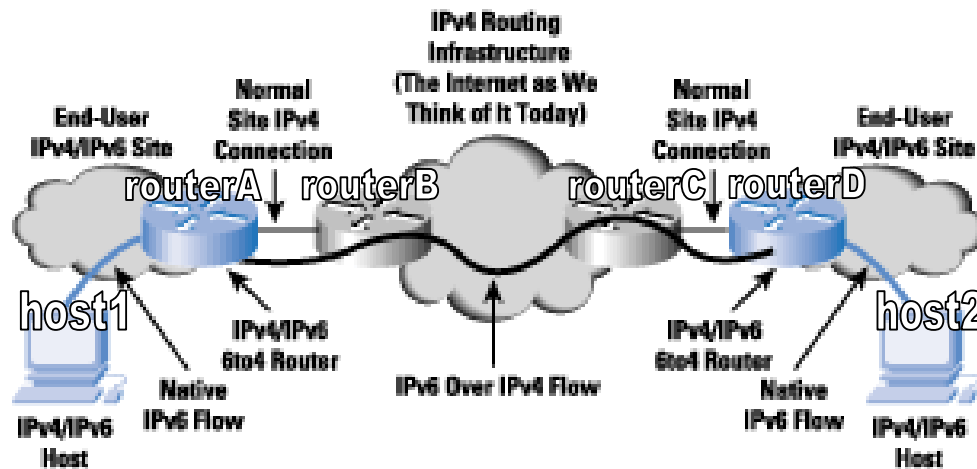 IPv4 Routing
Infrastructure
(The Internet as We
Think of It Today)
Normal
Site IPv4
Connection
Normal
Site IPv4
Connection
End-User
IPv4/IPv6 Site
End-User
IPv4/IPv6 Site
routerA
routerB
routerC
routerD
host1
host2
IPv4/IPv6
6to4 Router
IPv4/IPv6
6to4 Router
IPv6 Over IPv4 Flow
Native
IPv6 Flow
Native
IPv6 Flow
IPv4/IPv6
Host
IPv4/IPv6
Host